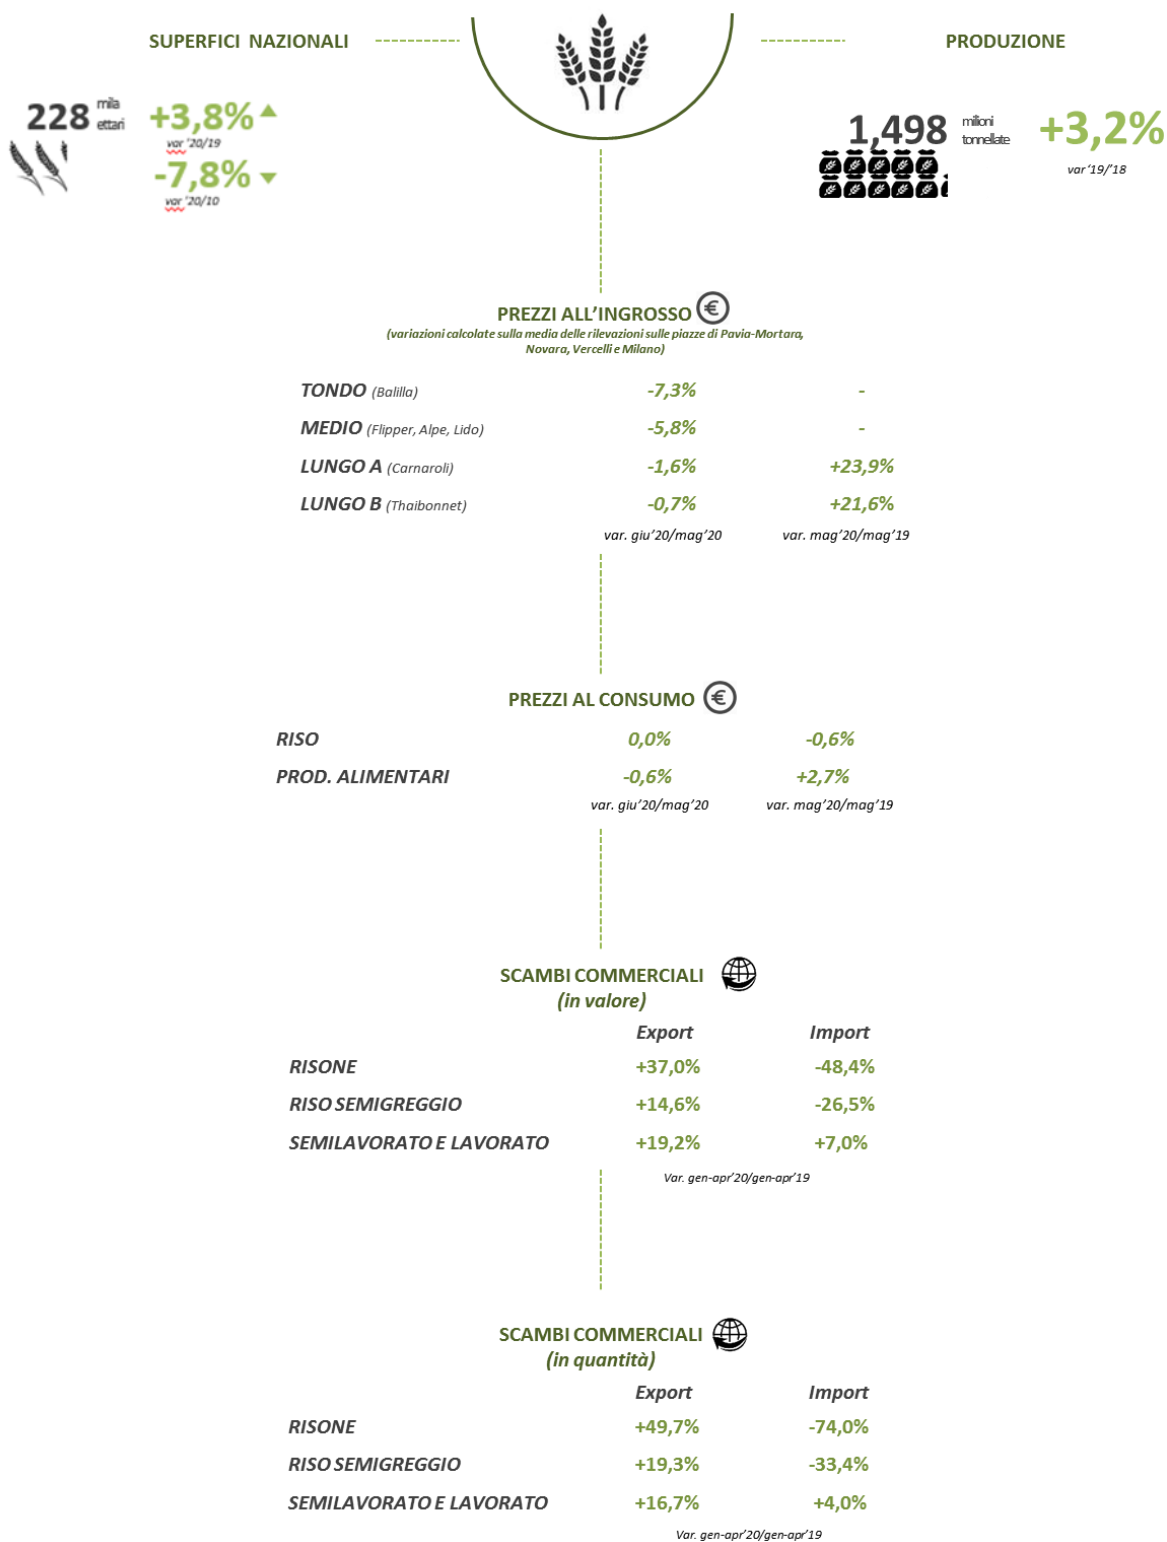 SUPERFICI NAZIONALI
PRODUZIONE
228 mila ettari +3,8%
var '20/19
-7,8%
var '20/10
1,498 milioni tonnellate +3,2%
var '19/'18
PREZZI ALL'INGROSSO €
(variazioni calcolate sulla media delle rilevazioni sulle piazze di Pavia-Mortara,
Novara, Vercelli e Milano)
TONDO (Balilla) -7,3% -
MEDIO (Flipper, Alpe, Lido) -5,8% -
LUNGO A (Carnaroli) -1,6% +23,9%
LUNGO B (Thaibonnet) -0,7% +21,6%
var. giu'20/mag'20 var. mag'20/mag'19
PREZZI AL CONSUMO €
RISO 0,0% -0,6%
PROD. ALIMENTARI -0,6% +2,7%
var. giu'20/mag'20 var. mag'20/mag'19
SCAMBI COMMERCIALI
(in valore)
Export Import
RISONE +37,0% -48,4%
RISO SEMIGREGGIO +14,6% -26,5%
SEMILAVORATO E LAVORATO +19,2% +7,0%
Var. gen-apr'20/gen-apr'19
SCAMBI COMMERCIALI
(in quantità)
Export Import
RISONE +49,7% -74,0%
RISO SEMIGREGGIO +19,3% -33,4%
SEMILAVORATO E LAVORATO +16,7% +4,0%
Var. gen-apr'20/gen-apr'19